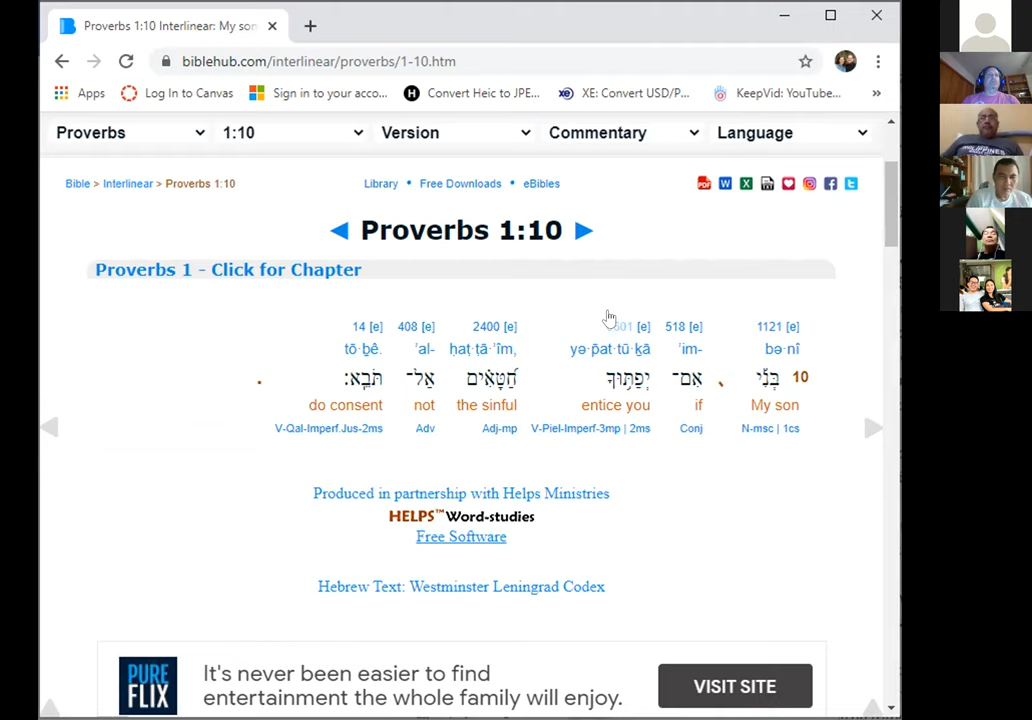 Proverbs 1:10 Interlinear: My son
biblehub.com/interlinear/proverbs/1-10.htm
Apps Log In to Canvas Sign in to your acco... Convert Heic to JPE... XE: Convert USD/P... KeepVid: YouTube... »
Proverbs 1:10 Version Commentary Language
Bible > Interlinear > Proverbs 1:10 Library • Free Downloads • eBibles
◄ Proverbs 1:10 ►
Proverbs 1 - Click for Chapter
14 [e] 408 [e] 2400 [e] [e] 518 [e] 1121 [e]
tō·ḇê. ’al- ḥaṭ·ṭā·’îm, yə·p̄at·tū·ḵā ’im- bə·nî
10 בְּנִ֡י אִם־ יְפַתּ֥וּךָ חַ֝טָּאִ֗ים אַל־ תֹּבֵֽא׃
do consent not the sinful entice you if My son
V-Qal-Imperf.Jus-2ms Adv Adj-mp V-Piel-Imperf-3mp | 2ms Conj N-msc | 1cs
Produced in partnership with Helps Ministries
HELPS™ Word-studies
Free Software
Hebrew Text: Westminster Leningrad Codex
PURE
FLIX
It's never been easier to find
entertainment the whole family will enjoy.
VISIT SITE